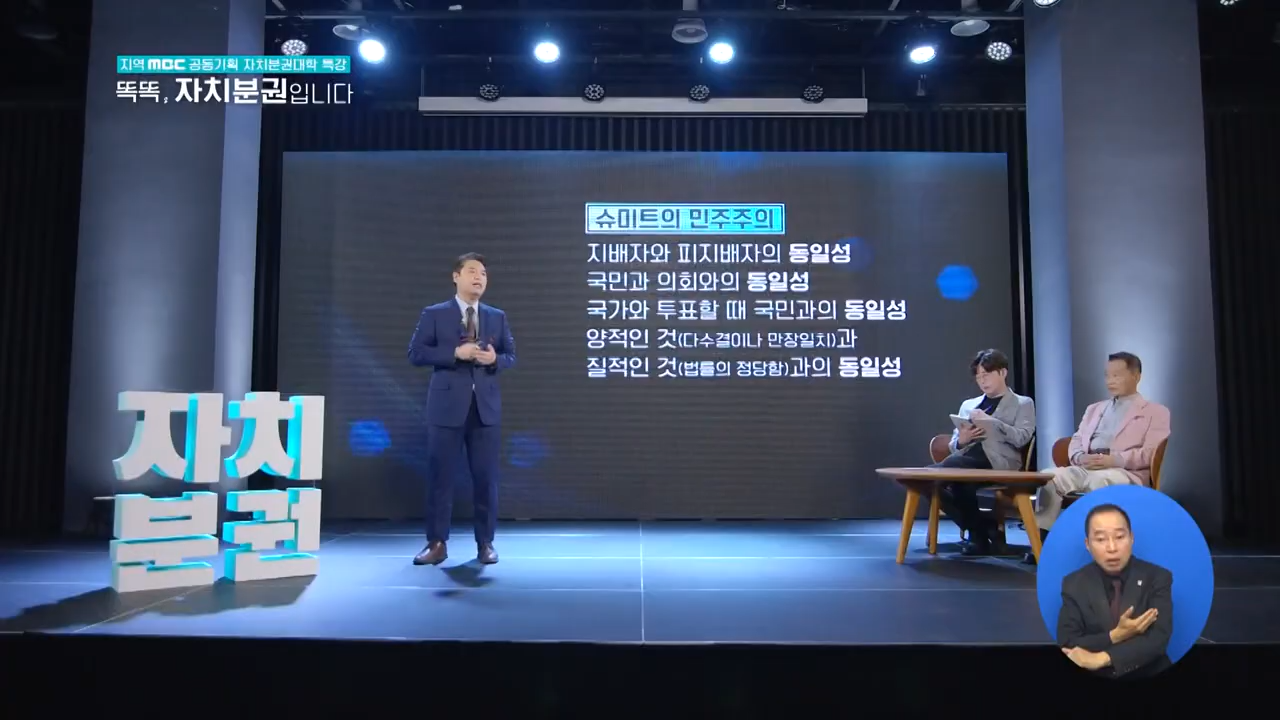 지역 MBC 공동기획 자치분권대학 특강
똑똑, 자치분권입니다
슈미트의 민주주의
지배자와 피지배자의 동일성
국민과 의회와의 동일성
국가와 투표할 때 국민과의 동일성
양적인 것(다수결이나 만장일치)과
질적인 것(법률의 정당함)과의 동일성
자치
분권